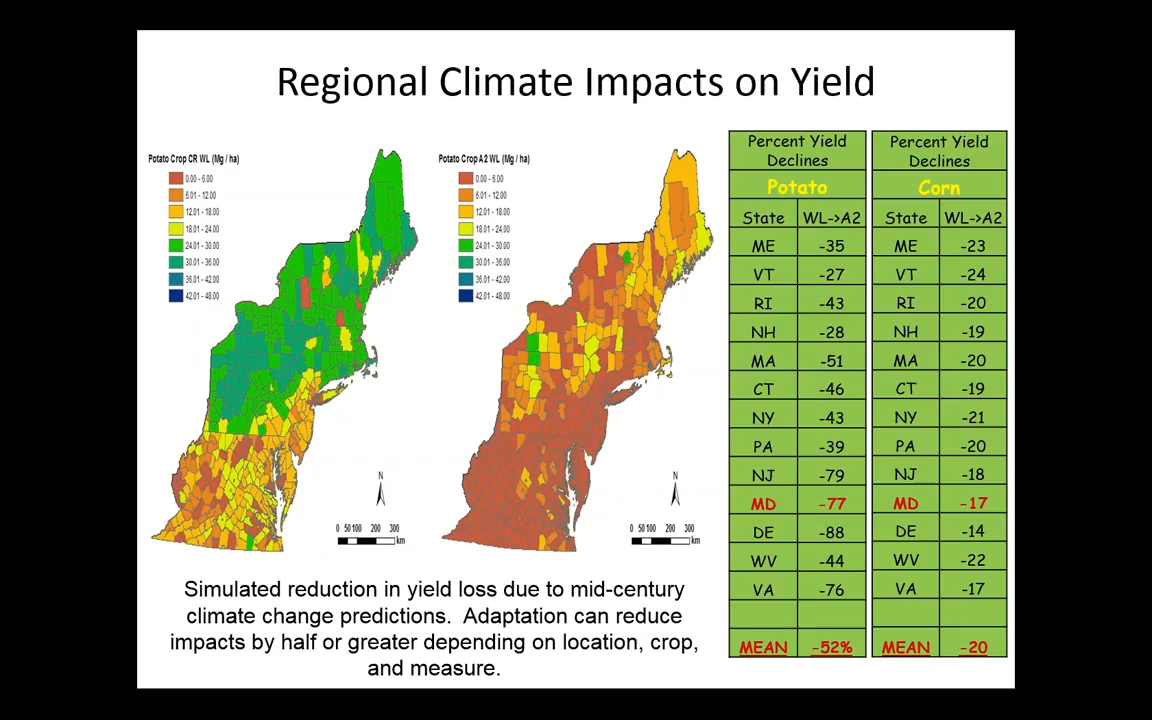 Regional Climate Impacts on Yield
Potato Crop CR WL (Mg / ha)
0.00 - 6.00
6.01 - 12.00
12.01 - 18.00
18.01 - 24.00
24.01 - 30.00
30.01 - 36.00
36.01 - 42.00
42.01 - 48.00
N
0 50 100 200 300
km
Potato Crop A2 WL (Mg / ha)
0.00 - 6.00
6.01 - 12.00
12.01 - 18.00
18.01 - 24.00
24.01 - 30.00
30.01 - 36.00
36.01 - 42.00
42.01 - 48.00
N
0 50 100 200 300
km
Percent Yield
Declines
Potato
State WL->A2
ME -35
VT -27
RI -43
NH -28
MA -51
CT -46
NY -43
PA -39
NJ -79
MD -77
DE -88
WV -44
VA -76
MEAN -52%
Percent Yield
Declines
Corn
State WL->A2
ME -23
VT -24
RI -20
NH -19
MA -20
CT -19
NY -21
PA -20
NJ -18
MD -17
DE -14
WV -22
VA -17
MEAN -20
Simulated reduction in yield loss due to mid-century
climate change predictions. Adaptation can reduce
impacts by half or greater depending on location, crop,
and measure.